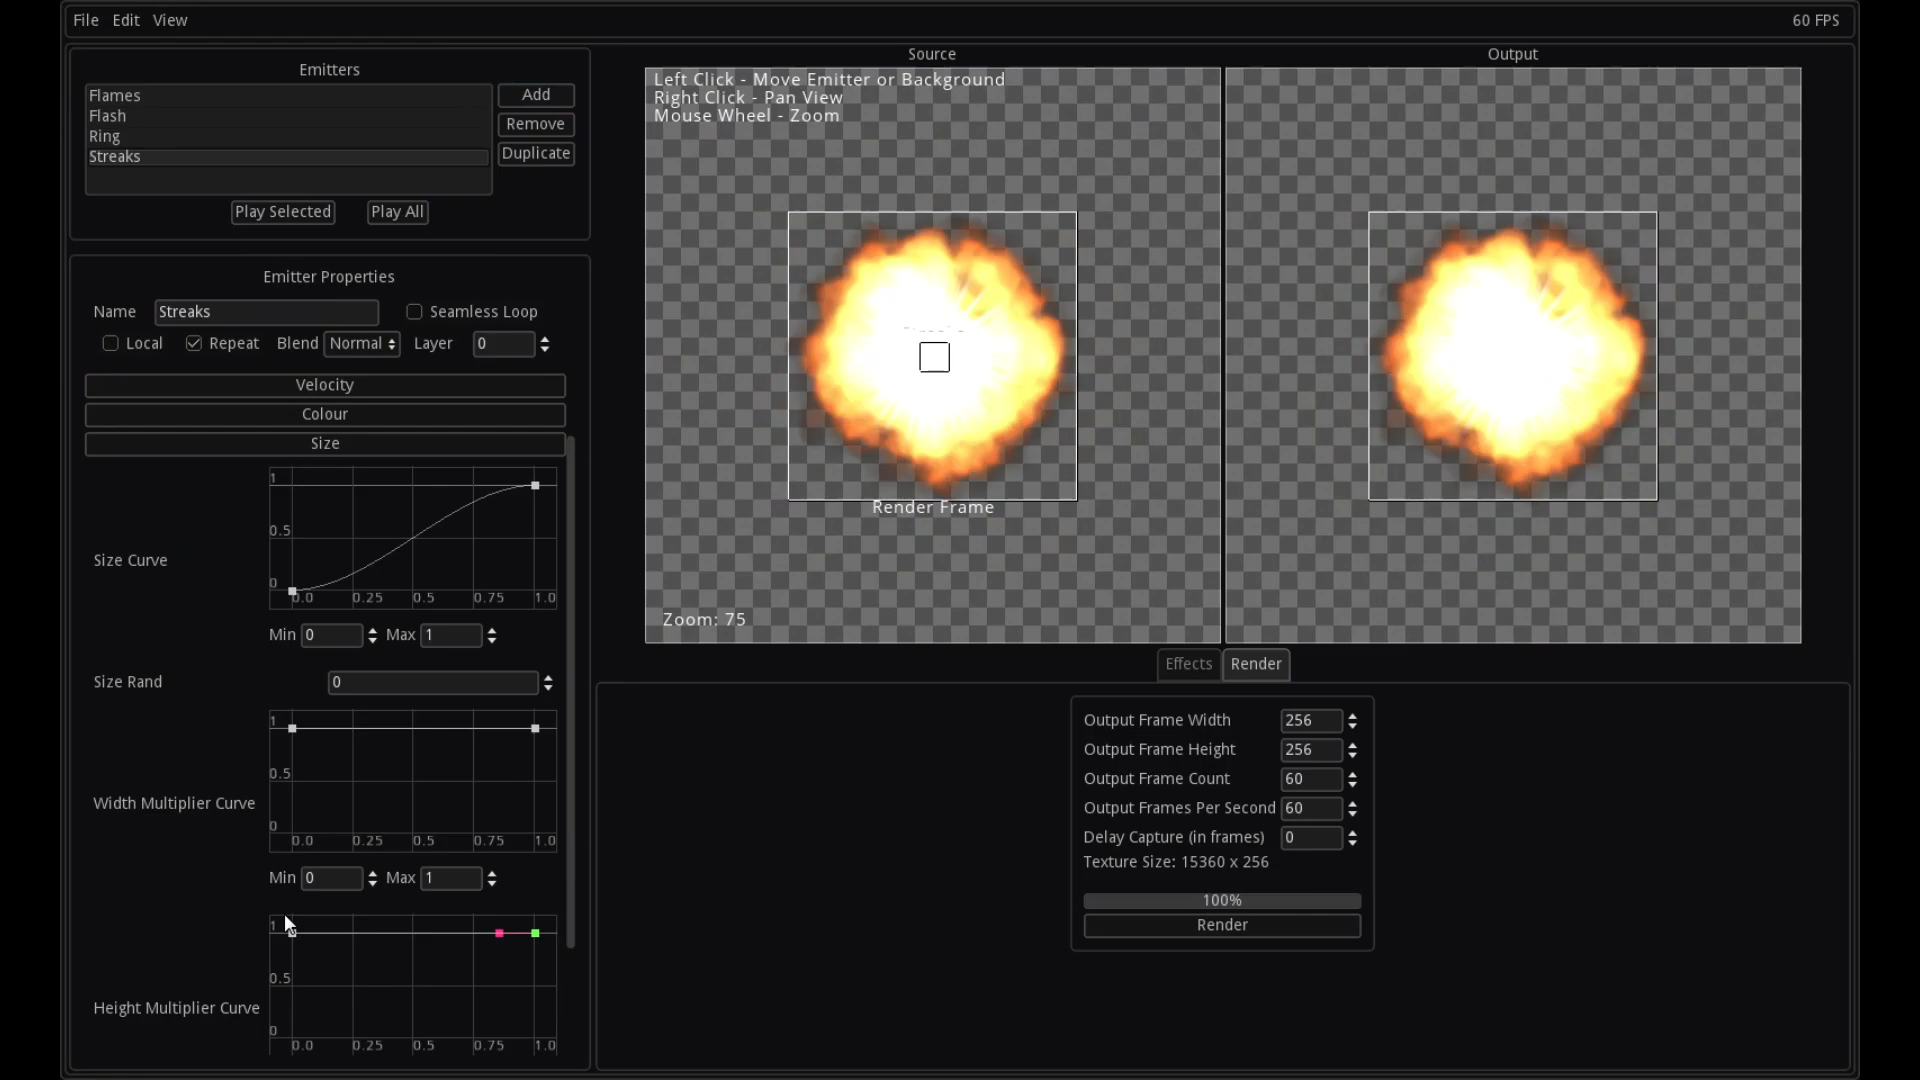 File Edit View 60 FPS
Emitters
Flames
Flash
Ring
Streaks
Add
Remove
Duplicate
Play Selected Play All
Emitter Properties
Name Streaks Seamless Loop
Local Repeat Blend Normal Layer 0
Velocity
Colour
Size
1
0.5
Size Curve
0
0.0 0.25 0.5 0.75 1.0
Min 0 Max 1
Size Rand 0
1
0.5
Width Multiplier Curve
0
0.0 0.25 0.5 0.75 1.0
Min 0 Max 1
1
0.5
Height Multiplier Curve
0
0.0 0.25 0.5 0.75 1.0
Source
Left Click - Move Emitter or Background
Right Click - Pan View
Mouse Wheel - Zoom
Render Frame
Zoom: 75
Output
Effects Render
Output Frame Width 256
Output Frame Height 256
Output Frame Count 60
Output Frames Per Second 60
Delay Capture (in frames) 0
Texture Size: 15360 x 256
100%
Render